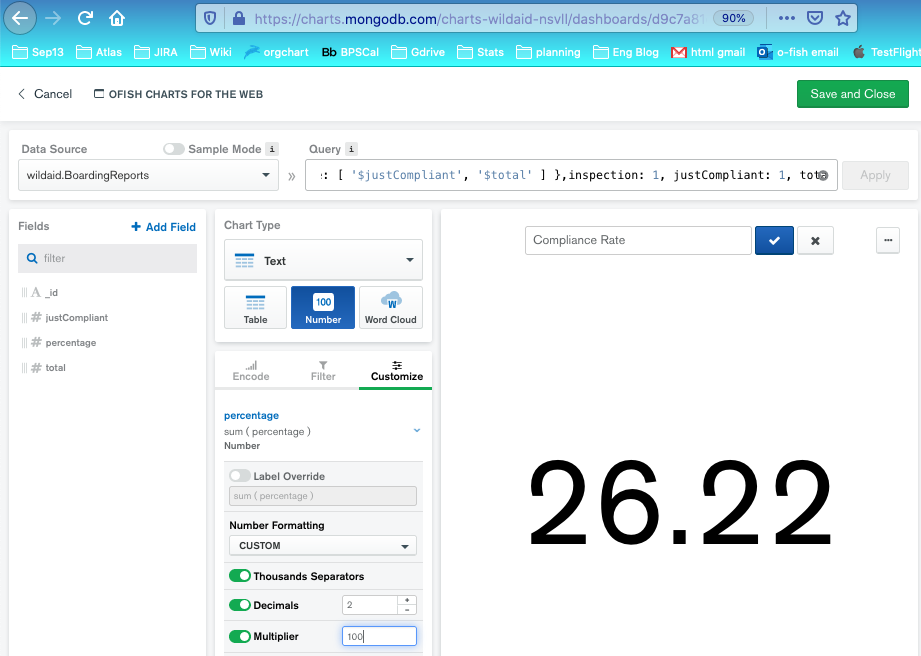 https://charts.mongodb.com/charts-wildaid-nsvll/dashboards/d9c7a81
90%
Sep13 Atlas JIRA Wiki orgchart Bb BPSCal Gdrive Stats planning Eng Blog html gmail o-fish email TestFlight
Cancel OFISH CHARTS FOR THE WEB Save and Close
Data Source Sample Mode i Query i
wildaid.BoardingReports » : [ '$justCompliant', '$total' ] },inspection: 1, justCompliant: 1, tot Apply
Fields + Add Field
filter
A _id
# justCompliant
# percentage
# total
Chart Type
Text
Table
100
Number
W
Word Cloud
Encode Filter Customize
percentage
sum ( percentage )
Number
Label Override
sum ( percentage )
Number Formatting
CUSTOM
Thousands Separators
Decimals 2
Multiplier 100
Compliance Rate
26.22